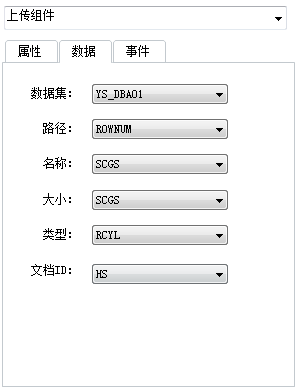 上传组件
属性 数据 事件
数据集: YS_DBA01
路径: ROWNUM
名称: SCGS
大小: SCGS
类型: RCYL
文档ID: HS